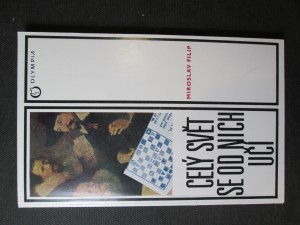 CELÝ SVĚT
SE OD NICH
UČÍ
MIROSLAV FILIP
OLYMPIA